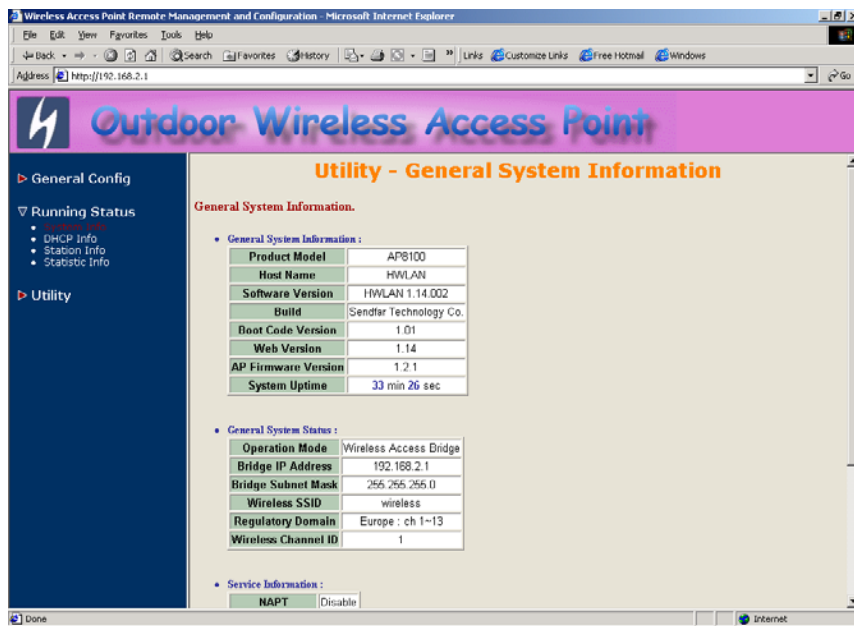 Wireless Access Point Remote Management and Configuration - Microsoft Internet Explorer
File Edit View Favorites Tools Help
Back Search Favorites History » Links Customize Links Free Hotmail Windows
Address http://192.168.2.1 Go
Outdoor Wireless Access Point
General Config
Running Status
DHCP Info
Station Info
Statistic Info
Utility
Utility - General System Information
General System Information.
General System Information :
Product Model AP8100
Host Name HWLAN
Software Version HWLAN 1.14.002
Build Sendfar Technology Co.
Boot Code Version 1.01
Web Version 1.14
AP Firmware Version 1.2.1
System Uptime 33 min 26 sec
General System Status :
Operation Mode Wireless Access Bridge
Bridge IP Address 192.168.2.1
Bridge Subnet Mask 255.255.255.0
Wireless SSID wireless
Regulatory Domain Europe : ch 1~13
Wireless Channel ID 1
Service Information :
NAPT Disable
Done Internet